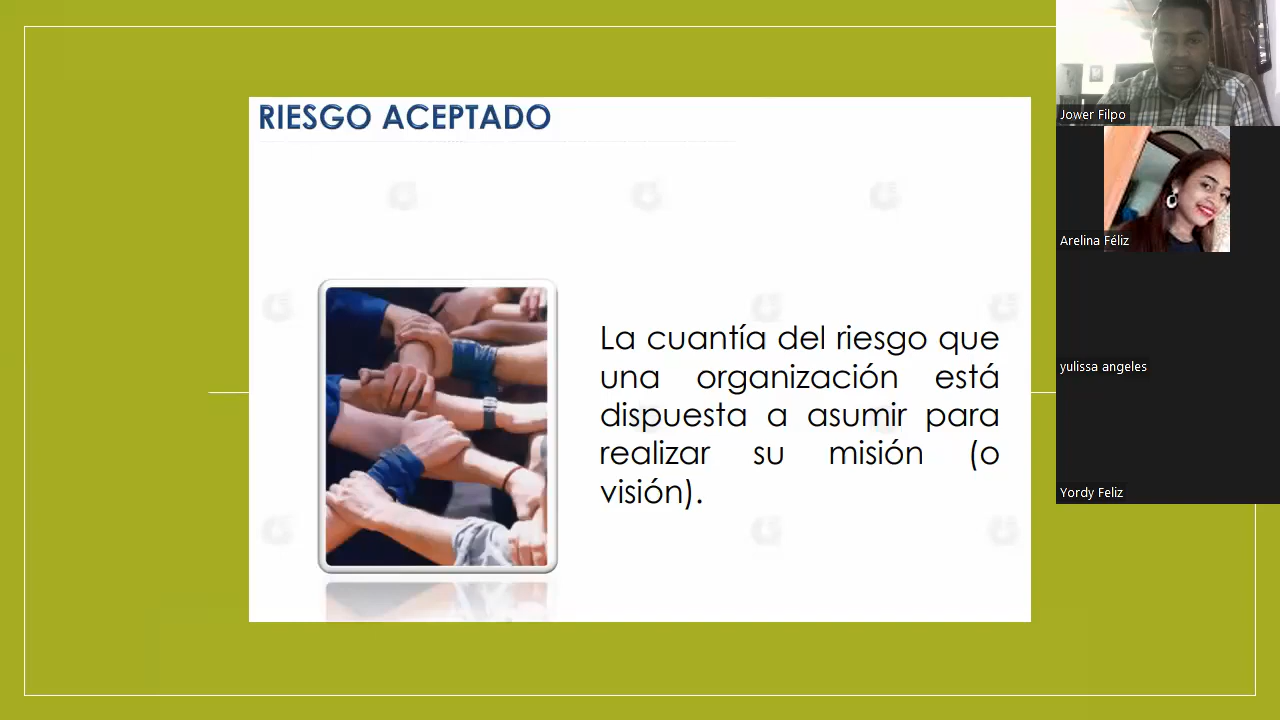 RIESGO ACEPTADO
La cuantía del riesgo que
una organización está
dispuesta a asumir para
realizar su misión (o
visión).
Jower Filpo
Arelina Féliz
yulissa angeles
Yordy Feliz